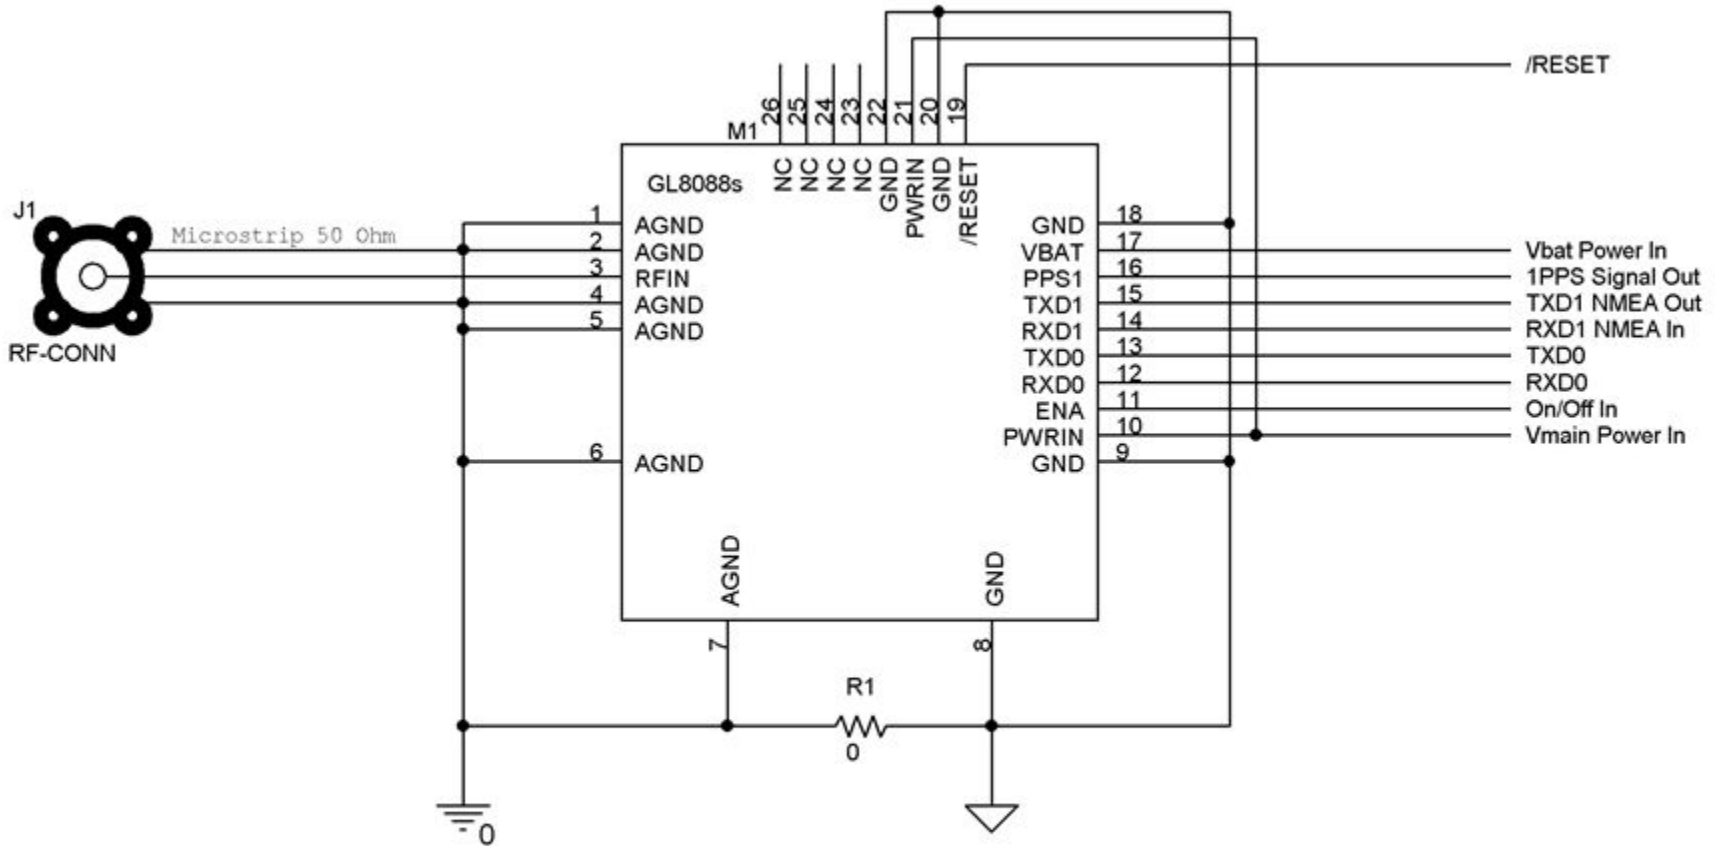 /RESET
26
25
24
23
22
21
20
19
M1
GL8088s
NC
NC
NC
NC
GND
PWRIN
GND
/RESET
J1
Microstrip 50 Ohm
RF-CONN
1 AGND
2 AGND
3 RFIN
4 AGND
5 AGND
6 AGND
GND 18
VBAT 17 Vbat Power In
PPS1 16 1PPS Signal Out
TXD1 15 TXD1 NMEA Out
RXD1 14 RXD1 NMEA In
TXD0 13 TXD0
RXD0 12 RXD0
ENA 11 On/Off In
PWRIN 10 Vmain Power In
GND 9
AGND
GND
7
8
R1
0
0